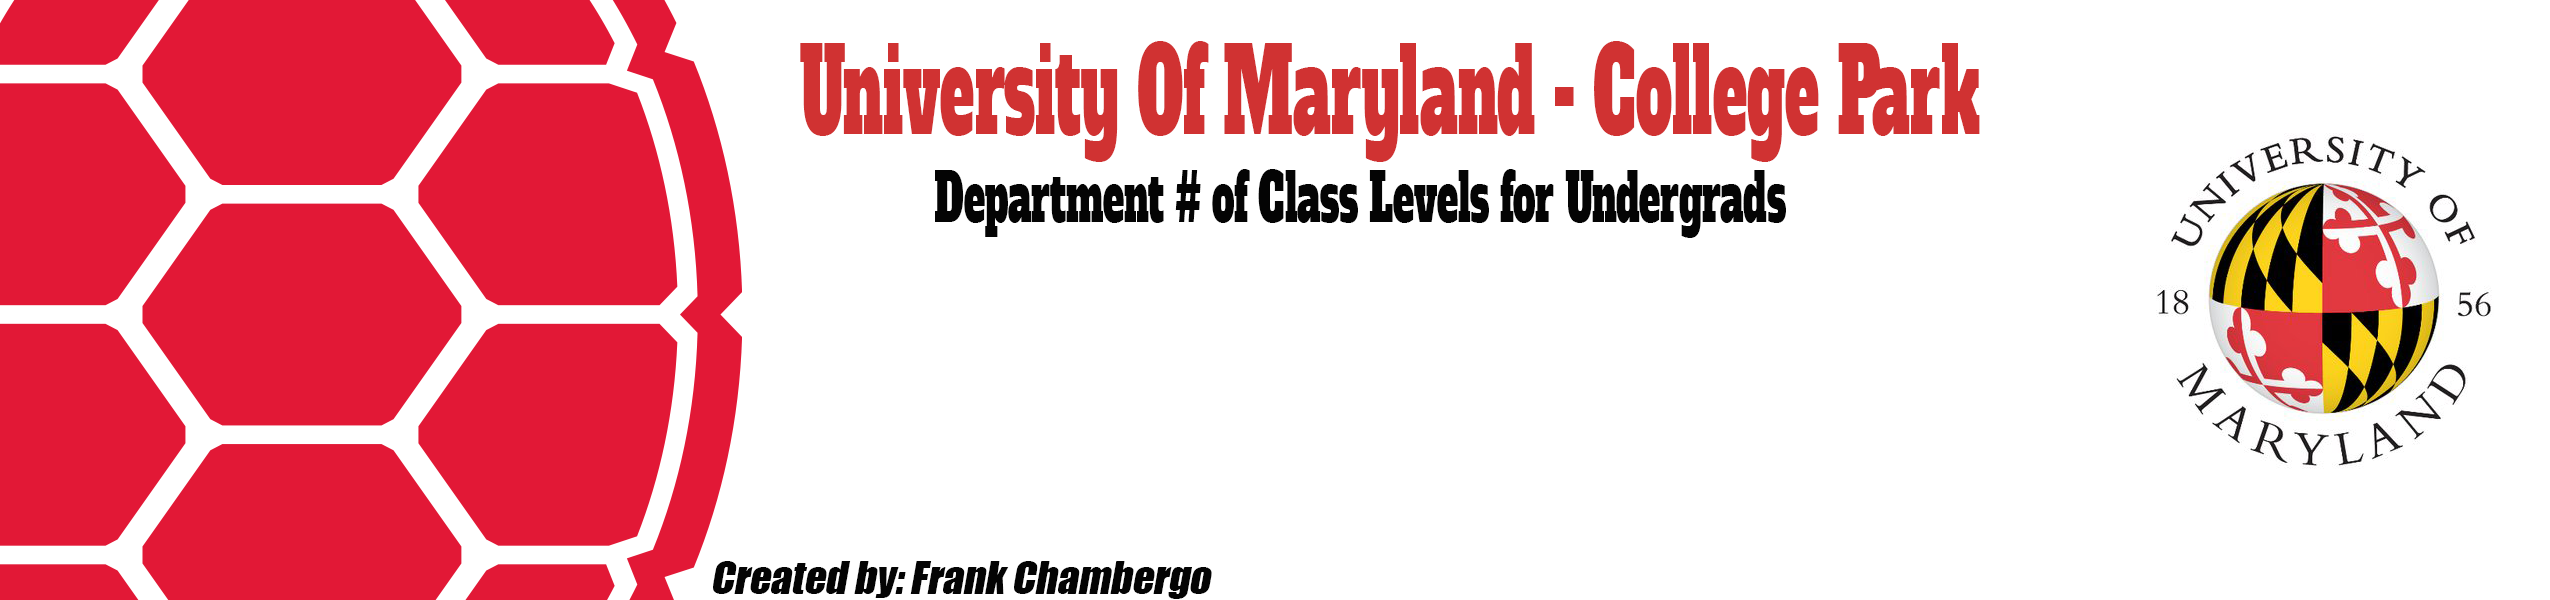 University Of Maryland - College Park
Department # of Class Levels for Undergrads
UNIVERSITY OF
18 56
MARYLAND
Created by: Frank Chambergo